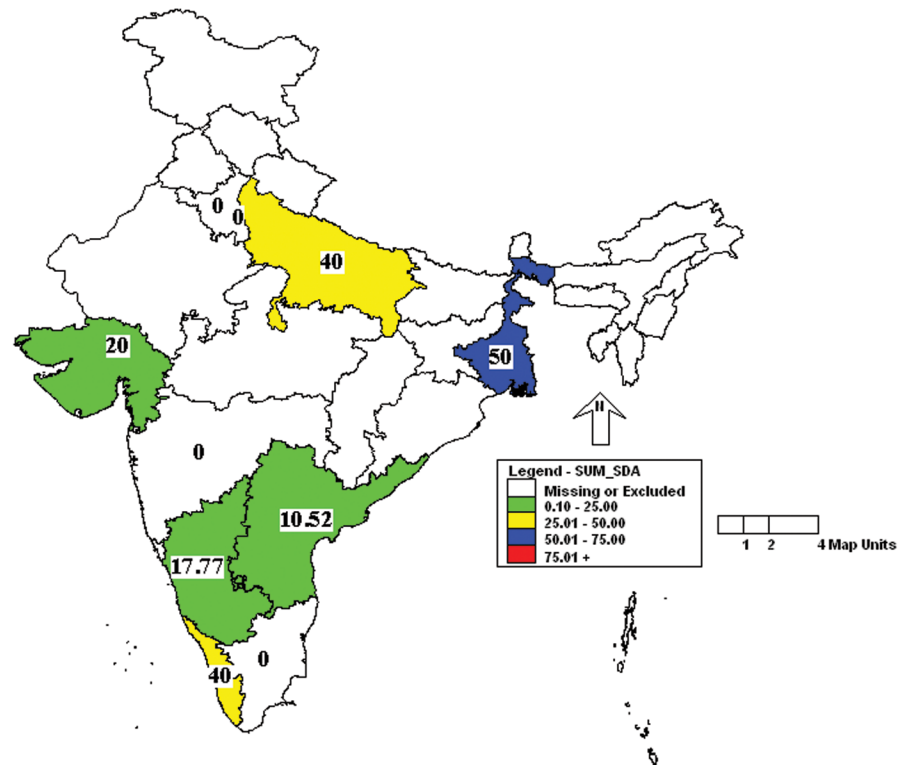 0
0
40
20
50
0
10.52
17.77
0
40
N
Legend - SUM_SDA
Missing or Excluded
0.10 - 25.00
25.01 - 50.00
50.01 - 75.00
75.01 +
1 2 4 Map Units